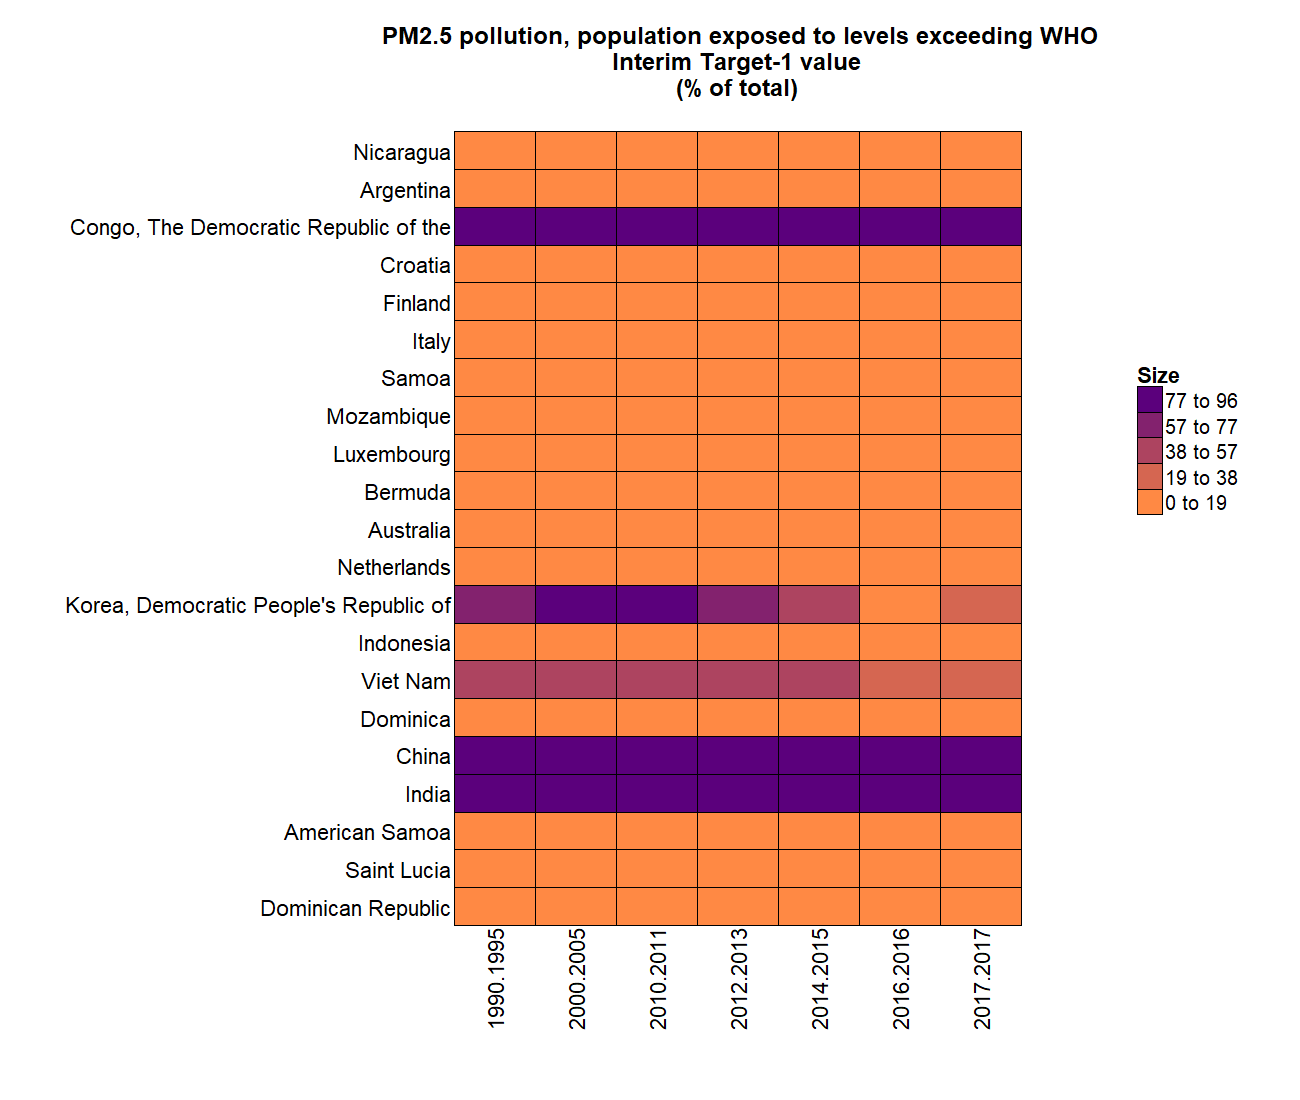 PM2.5 pollution, population exposed to levels exceeding WHO
Interim Target-1 value
(% of total)
Nicaragua
Argentina
Congo, The Democratic Republic of the
Croatia
Finland
Italy
Samoa
Mozambique
Luxembourg
Bermuda
Australia
Netherlands
Korea, Democratic People's Republic of
Indonesia
Viet Nam
Dominica
China
India
American Samoa
Saint Lucia
Dominican Republic
1990.1995
2000.2005
2010.2011
2012.2013
2014.2015
2016.2016
2017.2017
Size
77 to 96
57 to 77
38 to 57
19 to 38
0 to 19